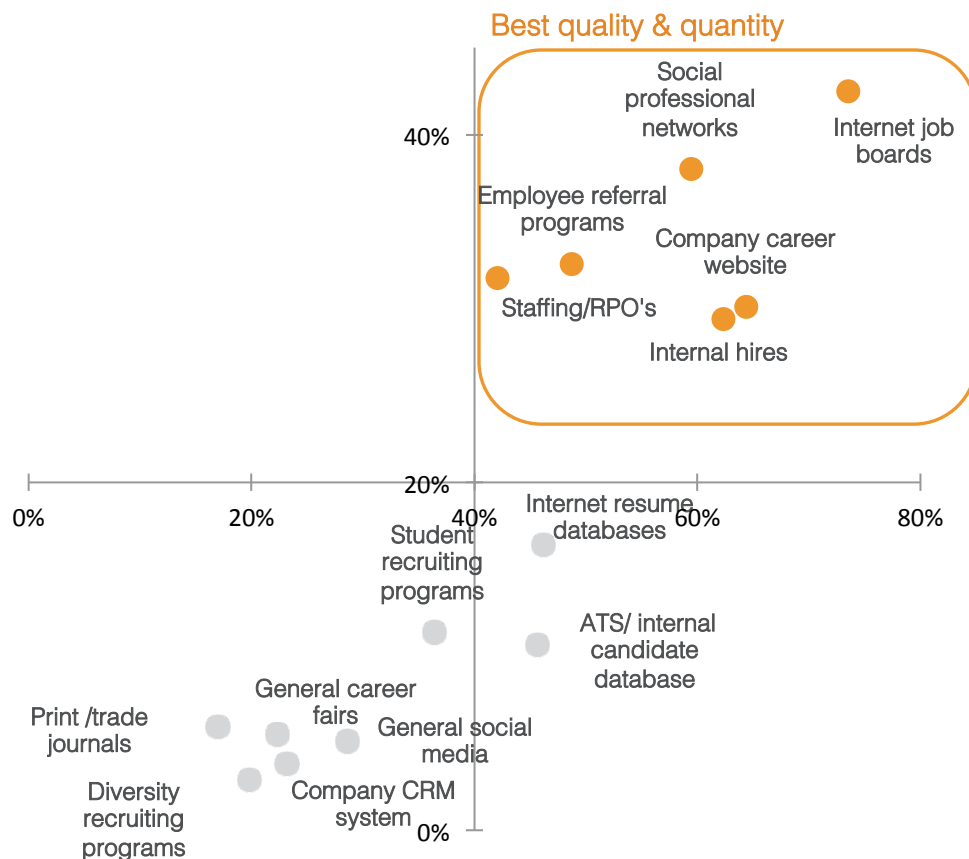 Best quality & quantity
Social
professional
networks
40%
Internet job
boards
Employee referral
programs
Company career
website
Staffing/RPO's
Internal hires
20%
0%
20%
40%
60%
80%
Internet resume
databases
Student
recruiting
programs
ATS/ internal
candidate
database
General career
fairs
Print /trade
journals
General social
media
Diversity
recruiting
programs
Company CRM
system
0%